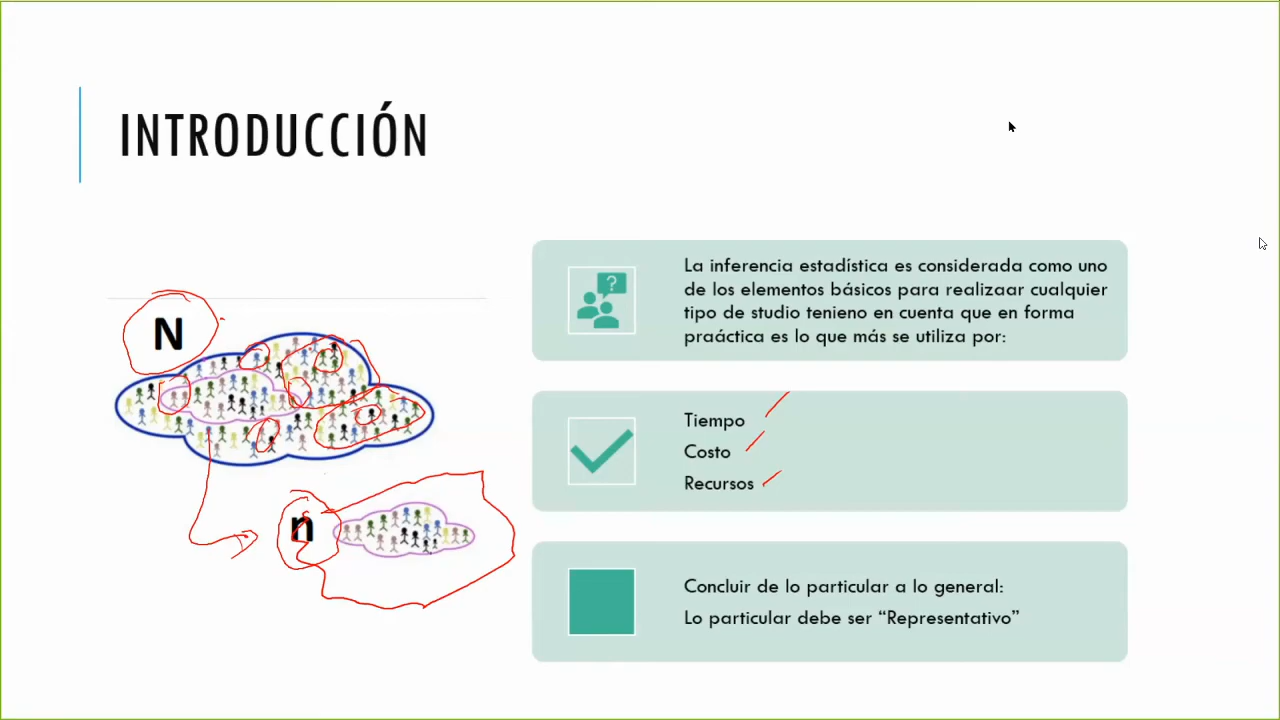 INTRODUCCIÓN
N
n
La inferencia estadística es considerada como uno
de los elementos básicos para realizaar cualquier
tipo de studio tenieno en cuenta que en forma
praáctica es lo que más se utiliza por:
Tiempo
Costo
Recursos
Concluir de lo particular a lo general:
Lo particular debe ser “Representativo”